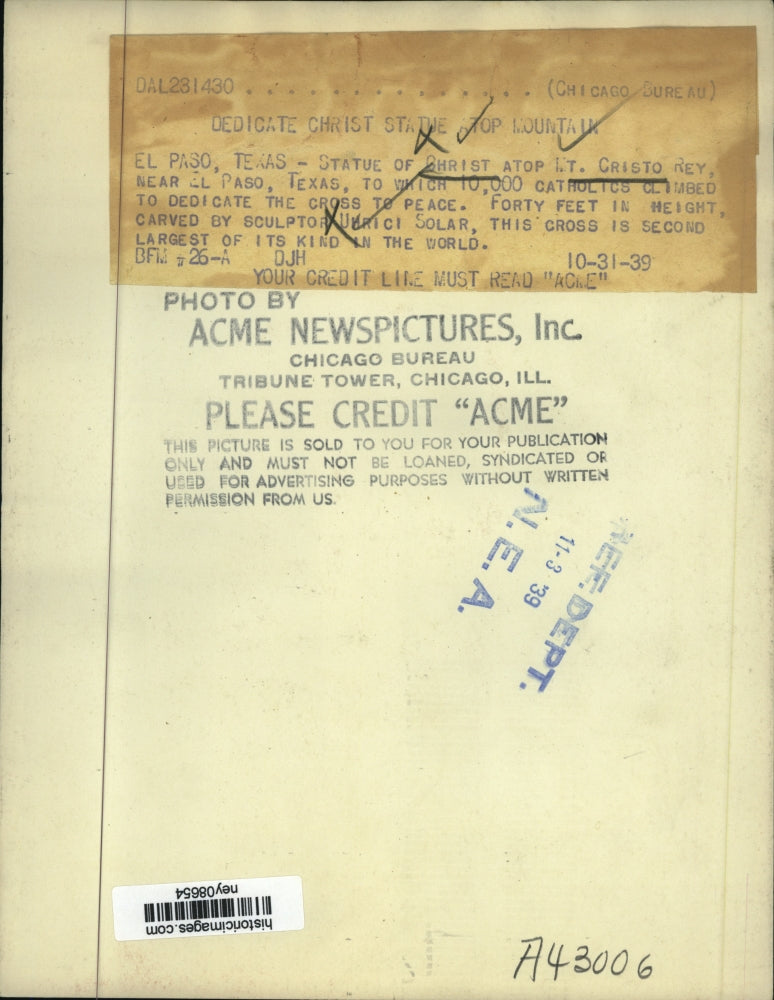 DAL231430 . . . . . . . . . . . . . . . (CHICAGO BUREAU)
DEDICATE CHRIST STATUE ATOP MOUNTAIN
EL PASO, TEXAS - STATUE OF CHRIST ATOP MT. CRISTO REY,
NEAR EL PASO, TEXAS, TO WHICH 10,000 CATHOLICS CLIMBED
TO DEDICATE THE CROSS TO PEACE. FORTY FEET IN HEIGHT,
CARVED BY SCULPTOR URRICI SOLAR, THIS CROSS IS SECOND
LARGEST OF ITS KIND IN THE WORLD.
BFM #26-A DJH 10-31-39
YOUR CREDIT LINE MUST READ "ACME"
PHOTO BY
ACME NEWSPICTURES, Inc.
CHICAGO BUREAU
TRIBUNE TOWER, CHICAGO, ILL.
PLEASE CREDIT "ACME"
THIS PICTURE IS SOLD TO YOU FOR YOUR PUBLICATION
ONLY AND MUST NOT BE LOANED, SYNDICATED OR
USED FOR ADVERTISING PURPOSES WITHOUT WRITTEN
PERMISSION FROM US.
REF. DEPT.
11-3 '39
N.E.A.
historicimages.com
ney08654
A43006